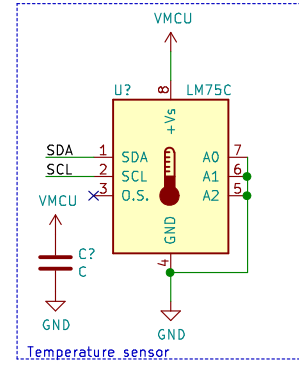 VMCU
U? LM75C
8
+Vs
SDA 1 SDA A0 7
SCL 2 SCL A1 6
3 O.S. A2 5
VMCU
GND
4
C?
C
GND
GND
Temperature sensor